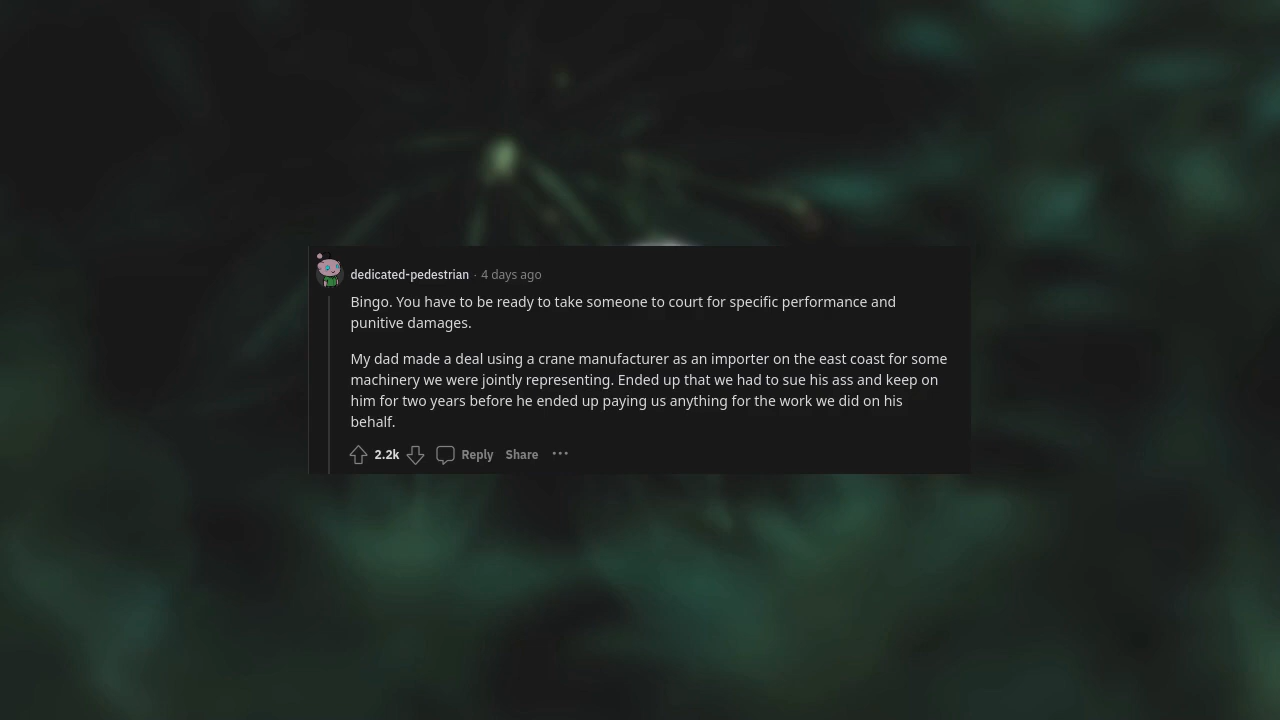 dedicated-pedestrian · 4 days ago
Bingo. You have to be ready to take someone to court for specific performance and
punitive damages.
My dad made a deal using a crane manufacturer as an importer on the east coast for some
machinery we were jointly representing. Ended up that we had to sue his ass and keep on
him for two years before he ended up paying us anything for the work we did on his
behalf.
2.2k Reply Share ···